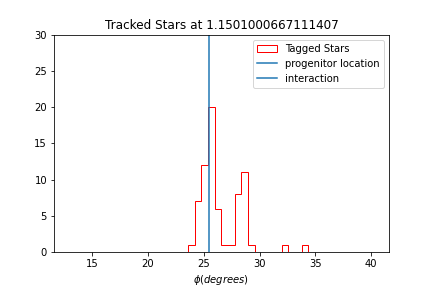 Tracked Stars at 1.1501000667111407
30
25
20
15
10
5
0
Tagged Stars
progenitor location
interaction
15 20 25 30 35 40
ϕ(degrees)